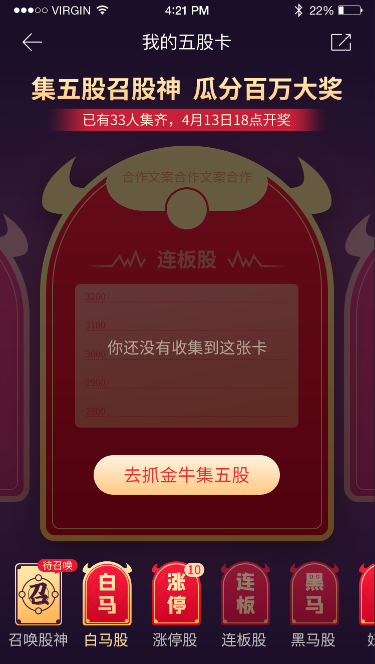 VIRGIN
4:21 PM
22%
我的五股卡
集五股召股神 瓜分百万大奖
已有33人集齐，4月13日18点开奖
合作文案合作文案合作
连板股
3200
3100
3000
2900
2800
你还没有收集到这张卡
去抓金牛集五股
待召唤
召
白马
涨停
10
连板
黑马
召唤股神
白马股
涨停股
连板股
黑马股